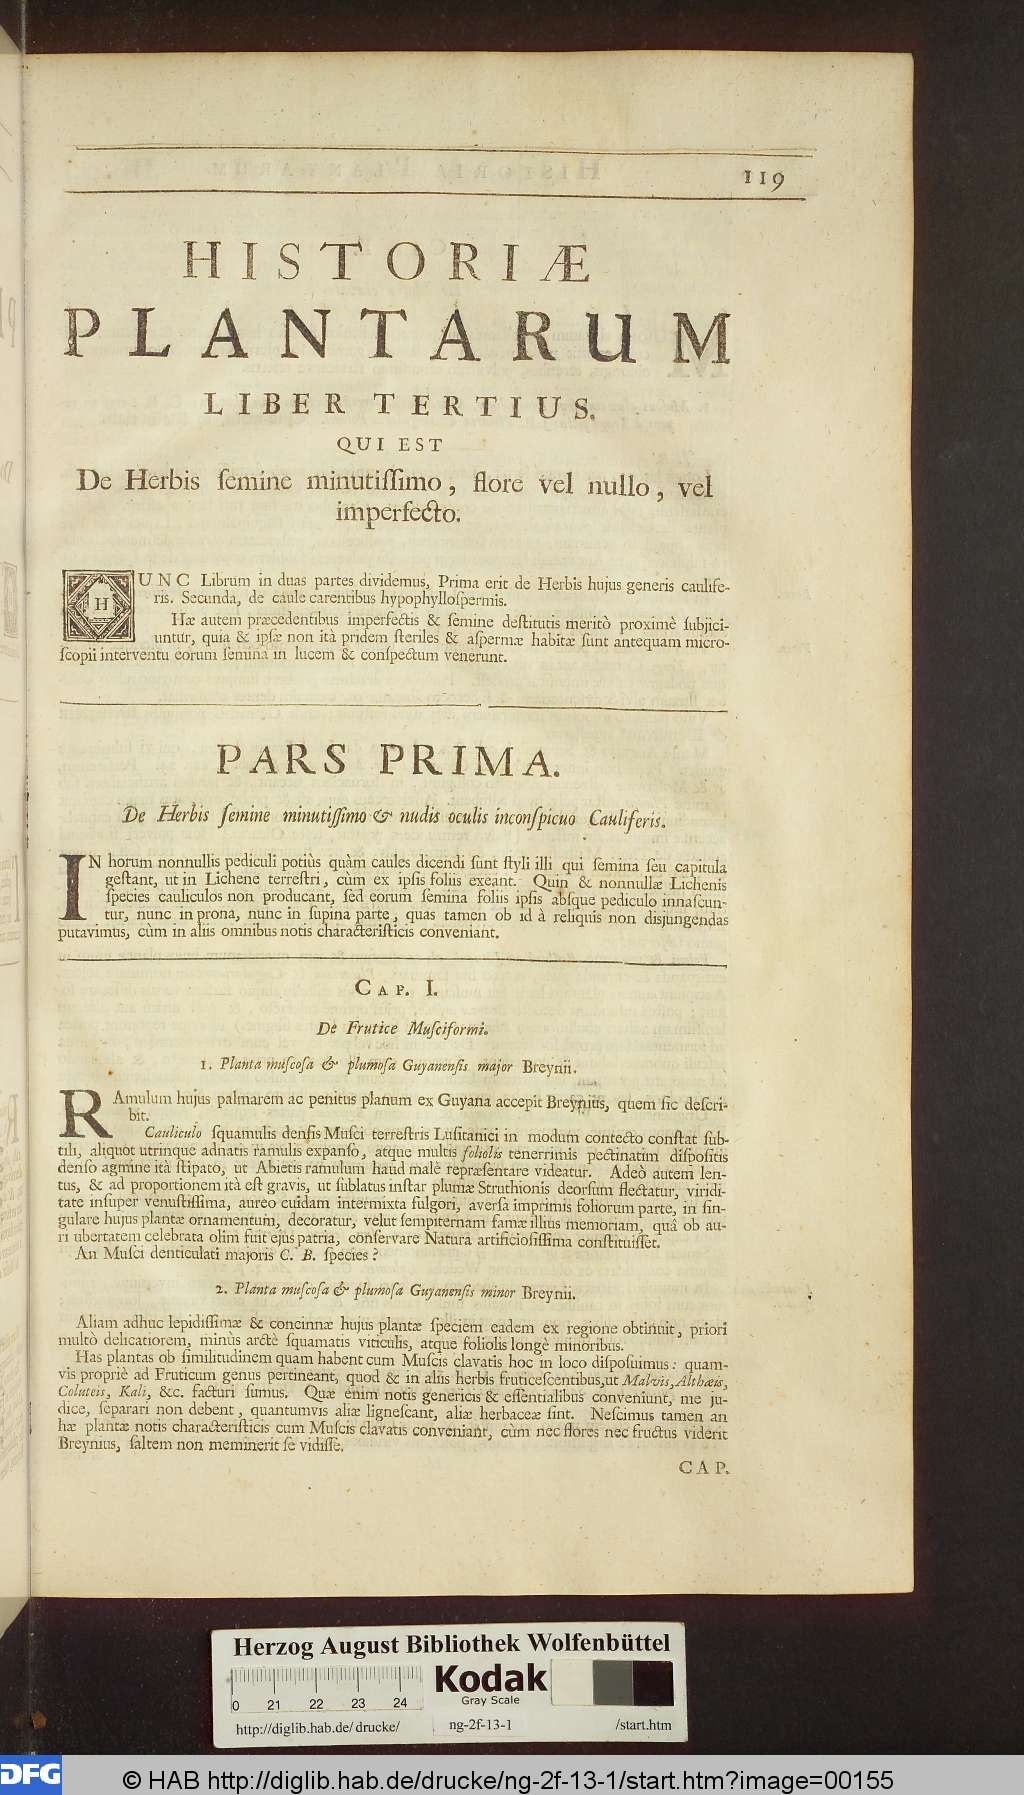 119
HISTORIÆ
PLANTARUM
LIBER TERTIUS.
QUI EST
De Herbis ſemine minutiſſimo, flore vel nullo, vel
imperfecto.
HUNC Librum in duas partes dividemus, Prima erit de Herbis hujus generis caulife-
ris. Secunda, de caule carentibus hypophylloſpermis.
Hæ autem præcedentibus imperfectis & ſemine deſtitutis meritò proximè ſubjici-
untur, quia & ipſæ non ità pridem ſteriles & aſpermæ habitæ ſunt antequam micro-
ſcopii interventu eorum ſemina in lucem & conſpectum venerunt.
PARS PRIMA.
De Herbis ſemine minutiſſimo & nudis oculis inconſpicuo Cauliferis.
IN horum nonnullis pediculi potiùs quàm caules dicendi ſunt ſtyli illi qui ſemina ſeu capitula
geſtant, ut in Lichene terreſtri, cùm ex ipſis foliis exeant. Quin & nonnullæ Lichenis
ſpecies cauliculos non producant, ſed eorum ſemina foliis ipſis abſque pediculo innaſcun-
tur, nunc in prona, nunc in ſupina parte, quas tamen ob id à reliquis non disjungendas
putavimus, cùm in aliis omnibus notis characteriſticis conveniant.
CAP. I.
De Frutice Muſciformi.
1. Planta muſcoſa & plumoſa Guyanenſis major Breynii.
RAmulum hujus palmarem ac penitus planum ex Guyana accepit Breynius, quem ſic deſcri-
bit.
Cauliculo ſquamulis denſis Muſci terreſtris Luſitanici in modum contecto conſtat ſub-
tili, aliquot utrinque adnatis ramulis expanſo, atque multis foliolis tenerrimis pectinatim diſpoſitis
denſo agmine ità ſtipato, ut Abietis ramulum haud malè repræſentare videatur. Adeò autem len-
tus, & ad proportionem ità eſt gravis, ut ſublatus inſtar plumæ Struthionis deorſum flectatur, viridi-
tate inſuper venuſtiſſima, aureo cuidam intermixta fulgori, averſa imprimis foliorum parte, in ſin-
gulare hujus plantæ ornamentum, decoratur, velut ſempiternam famæ illius memoriam, quâ ob au-
ri ubertatem celebrata olim fuit ejus patria, conſervare Natura artificioſiſſima conſtituiſſet.
An Muſci denticulati majoris C. B. ſpecies?
2. Planta muſcoſa & plumoſa Guyanenſis minor Breynii.
Aliam adhuc lepidiſſimæ & concinnæ hujus plantæ ſpeciem eadem ex regione obtinuit, priori
multò delicatiorem, minùs arctè ſquamatis viticulis, atque foliolis longè minoribus.
Has plantas ob ſimilitudinem quam habent cum Muſcis clavatis hoc in loco diſpoſuimus: quam-
vis propriè ad Fruticum genus pertineant, quod & in aliis herbis fruticeſcentibus, ut Malvis, Althæis,
Coluteis, Kali, &c. facturi ſumus. Quæ enim notis genericis & eſſentialibus conveniunt, me ju-
dice, ſeparari non debent, quantumvis aliæ ligneſcant, aliæ herbaceæ ſint. Neſcimus tamen an
hæ plantæ notis characteriſticis cum Muſcis clavatis conveniant, cùm nec flores nec fructus viderit
Breynius, ſaltem non meminerit ſe vidiſſe.
CAP.
Herzog August Bibliothek Wolfenbüttel
Kodak
Gray Scale
0 21 22 23 24
http://diglib.hab.de/drucke/ ng-2f-13-1 /start.htm
DFG
© HAB http://diglib.hab.de/drucke/ng-2f-13-1/start.htm?image=00155